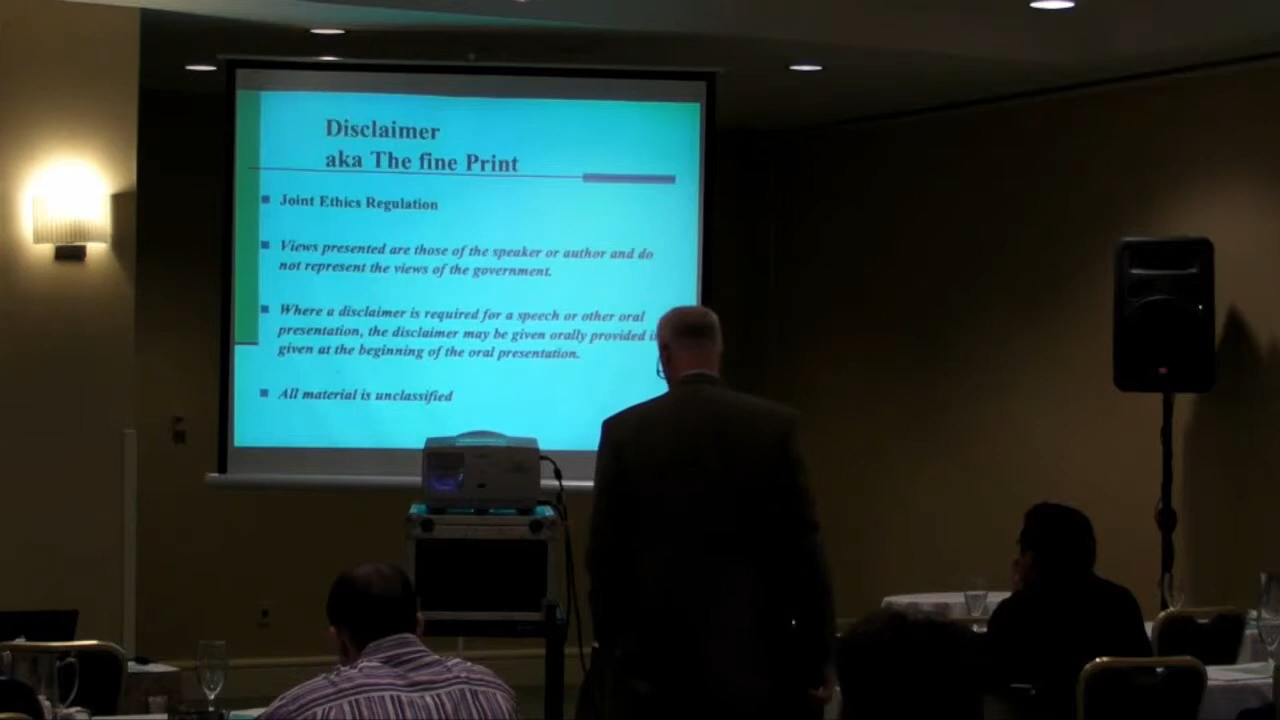 Disclaimer
aka The fine Print
Joint Ethics Regulation
Views presented are those of the speaker or author and do
not represent the views of the government.
Where a disclaimer is required for a speech or other oral
presentation, the disclaimer may be given orally provided
given at the beginning of the oral presentation.
All material is unclassified